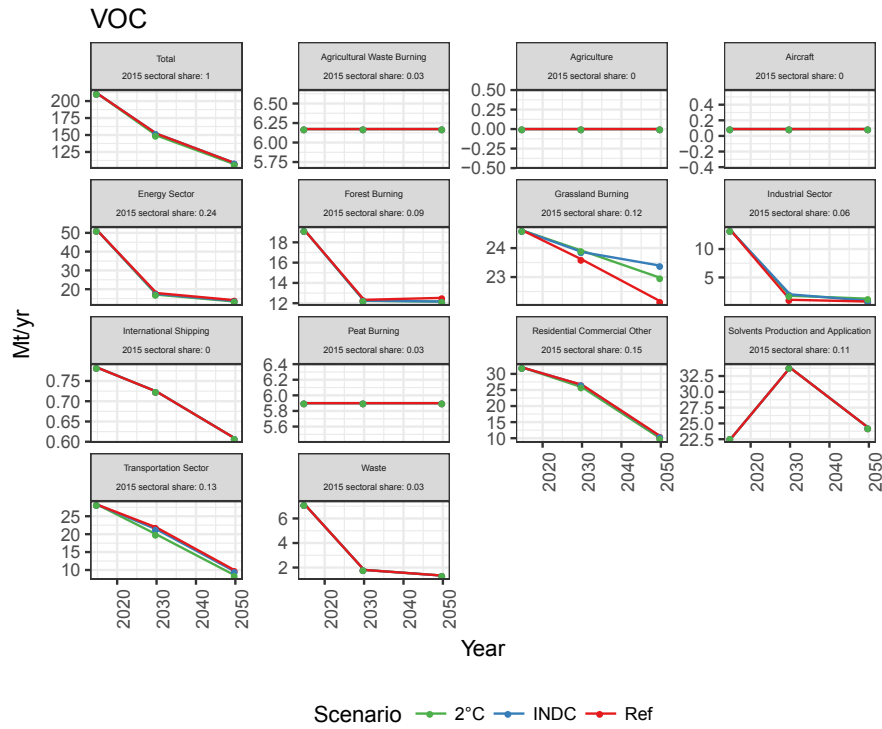 VOC
Total
2015 sectoral share: 1
Agricultural Waste Burning
2015 sectoral share: 0.03
Agriculture
2015 sectoral share: 0
Aircraft
2015 sectoral share: 0
200
175
150
125
6.50
6.25
6.00
5.75
0.50
0.25
0.00
−0.25
−0.50
0.4
0.2
0.0
−0.2
−0.4
Energy Sector
2015 sectoral share: 0.24
Forest Burning
2015 sectoral share: 0.09
Grassland Burning
2015 sectoral share: 0.12
Industrial Sector
2015 sectoral share: 0.06
50
40
30
20
18
16
14
12
24
23
10
5
International Shipping
2015 sectoral share: 0
Peat Burning
2015 sectoral share: 0.03
Residential Commercial Other
2015 sectoral share: 0.15
Solvents Production and Application
2015 sectoral share: 0.11
0.75
0.70
0.65
0.60
6.4
6.2
6.0
5.8
5.6
30
25
20
15
10
32.5
30.0
27.5
25.0
22.5
2020
2030
2040
2050
2020
2030
2040
2050
Transportation Sector
2015 sectoral share: 0.13
Waste
2015 sectoral share: 0.03
25
20
15
10
6
4
2
2020
2030
2040
2050
2020
2030
2040
2050
Mt/yr
Year
Scenario 2°C INDC Ref